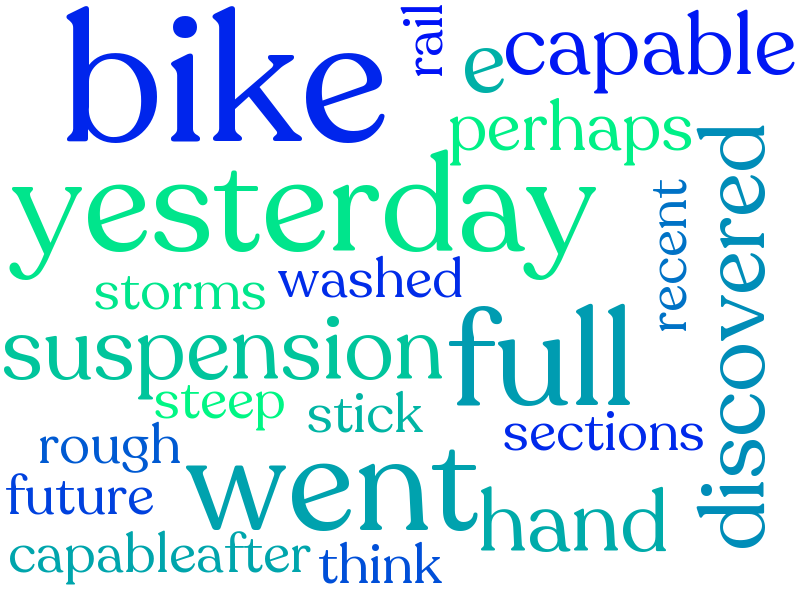 bike
rail
e
capable
perhaps
yesterday
discovered
recent
storms
washed
suspension
full
steep
stick
sections
rough
went
future
hand
capableafter
think